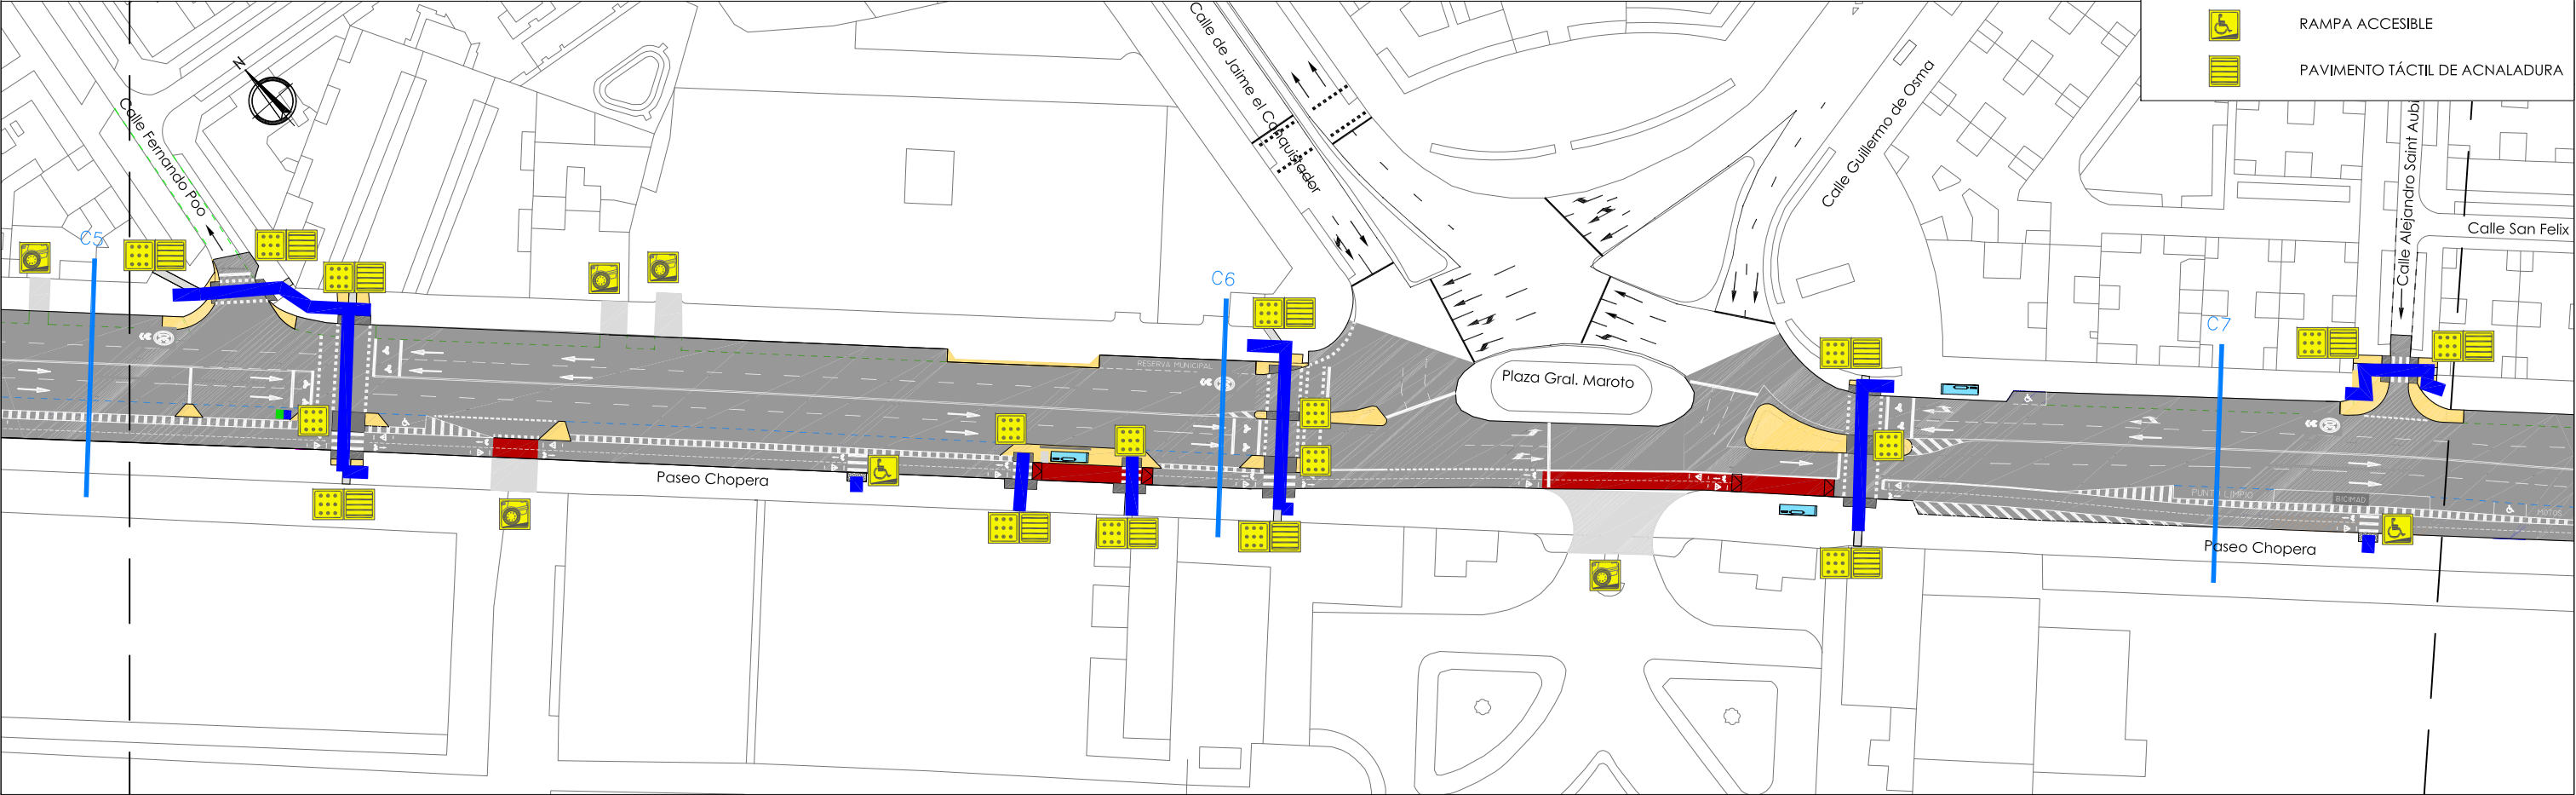 RAMPA ACCESIBLE
PAVIMENTO TÁCTIL DE ACNALADURA
N
Calle Fernando Poo
Calle de Jaime el Conquistador
Calle Guillermo de Osma
Calle Alejandro Saint Aubi
Calle San Felix
C5
C6
C7
RESERVA MUNICIPAL
Plaza Gral. Maroto
Paseo Chopera
PUNTO LIMPIO
BICIMAD
MOTOS
Paseo Chopera